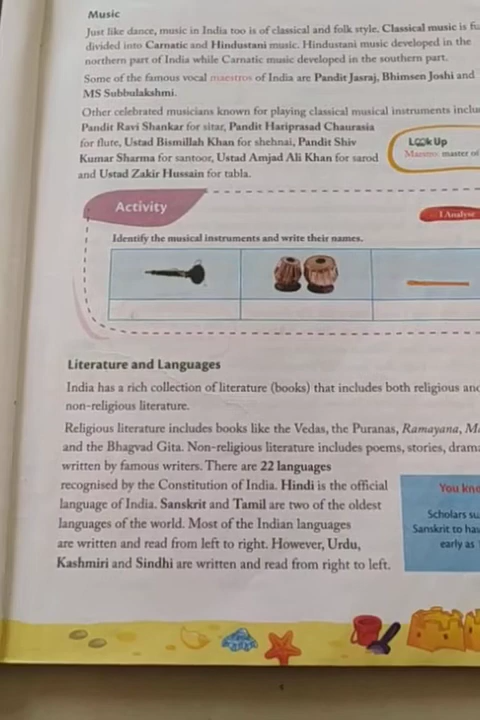 Music
Just like dance, music in India too is of classical and folk style. Classical music is
divided into Carnatic and Hindustani music. Hindustani music developed in the
northern part of India while Carnatic music developed in the southern part.
Some of the famous vocal maestros of India are Pandit Jasraj, Bhimsen Joshi and
MS Subbulakshmi.
Other celebrated musicians known for playing classical musical instruments
Pandit Ravi Shankar for sitar, Pandit Hariprasad Chaurasia
for flute, Ustad Bismillah Khan for shehnai, Pandit Shiv
Kumar Sharma for santoor, Ustad Amjad Ali Khan for sarod
and Ustad Zakir Hussain for tabla.
Look Up
Maestro: master of
Activity
I Analyse
Identify the musical instruments and write their names.
Literature and Languages
India has a rich collection of literature (books) that includes both religious and
non-religious literature.
Religious literature includes books like the Vedas, the Puranas, Ramayana,
and the Bhagvad Gita. Non-religious literature includes poems, stories,
written by famous writers. There are 22 languages
recognised by the Constitution of India. Hindi is the official
language of India. Sanskrit and Tamil are two of the oldest
languages of the world. Most of the Indian languages
are written and read from left to right. However, Urdu,
Kashmiri and Sindhi are written and read from right to left.
You
Scholars
Sanskrit to
early as